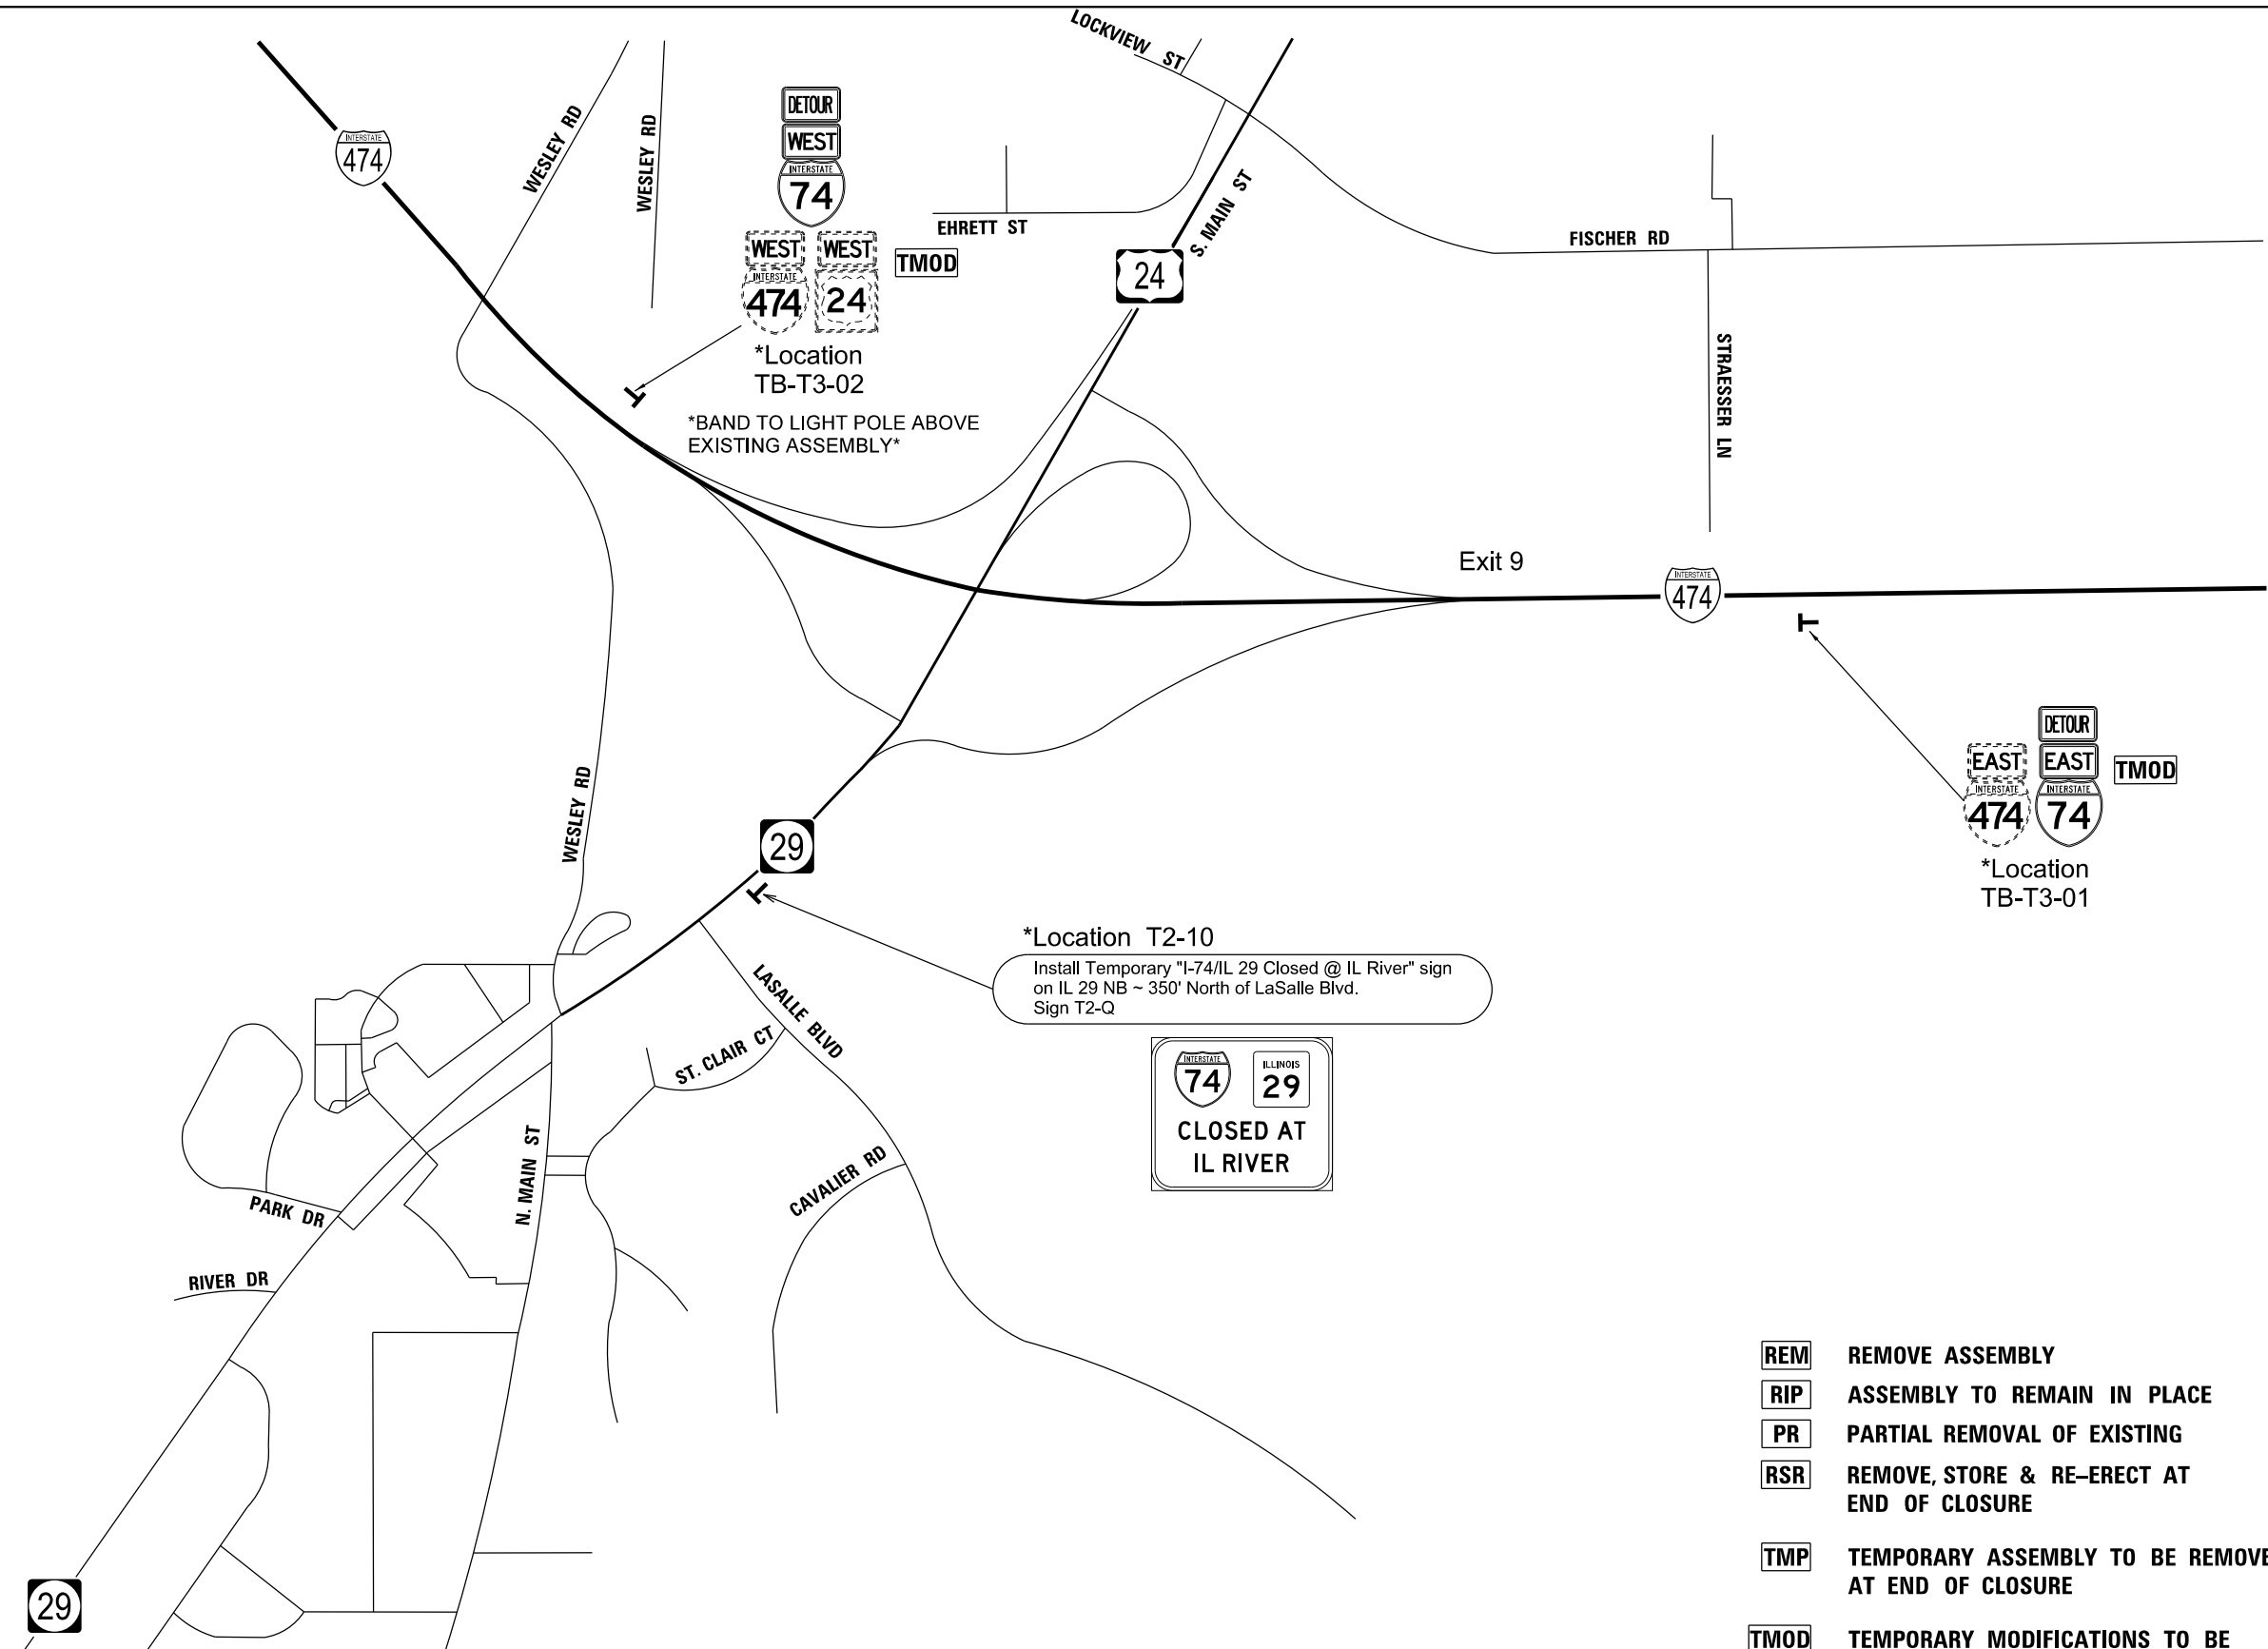 LOCKVIEW ST
INTERSTATE
474
WESLEY RD
WESLEY RD
DETOUR
WEST
INTERSTATE
74
WEST WEST
INTERSTATE
474 24
TMOD
*Location
TB-T3-02
*BAND TO LIGHT POLE ABOVE
EXISTING ASSEMBLY*
EHRETT ST
S. MAIN ST
24
FISCHER RD
STRAESSER LN
Exit 9
INTERSTATE
474
DETOUR
EAST EAST
TMOD
INTERSTATE INTERSTATE
474 74
*Location
TB-T3-01
WESLEY RD
29
*Location T2-10
Install Temporary "I-74/IL 29 Closed @ IL River" sign
on IL 29 NB ~ 350' North of LaSalle Blvd.
Sign T2-Q
INTERSTATE ILLINOIS
74 29
CLOSED AT
IL RIVER
LASALLE BLVD
ST. CLAIR CT
CAVALIER RD
N. MAIN ST
PARK DR
RIVER DR
29
REM REMOVE ASSEMBLY
RIP ASSEMBLY TO REMAIN IN PLACE
PR PARTIAL REMOVAL OF EXISTING
RSR REMOVE, STORE & RE-ERECT AT
END OF CLOSURE
TMP TEMPORARY ASSEMBLY TO BE REMOVE
AT END OF CLOSURE
TMOD TEMPORARY MODIFICATIONS TO BE